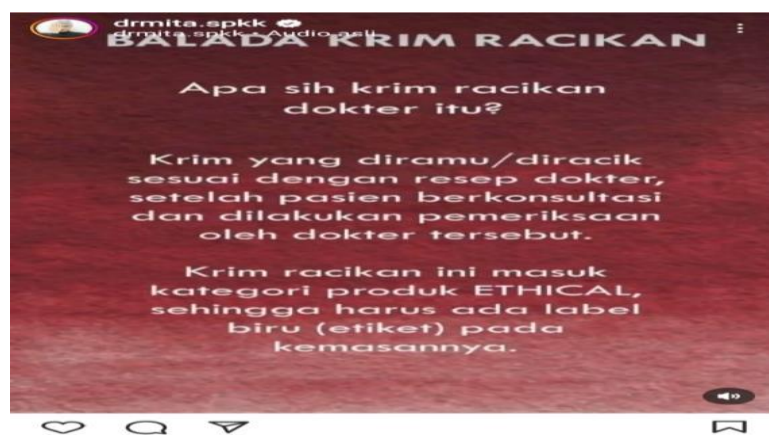 drmita.spkk
drmita.spkk • Audio asli
BALADA KRIM RACIKAN
Apa sih krim racikan
dokter itu?
Krim yang diramu/diracik
sesuai dengan resep dokter,
setelah pasien berkonsultasi
dan dilakukan pemeriksaan
oleh dokter tersebut.
Krim racikan ini masuk
kategori produk ETHICAL,
sehingga harus ada label
biru (etiket) pada
kemasannya.